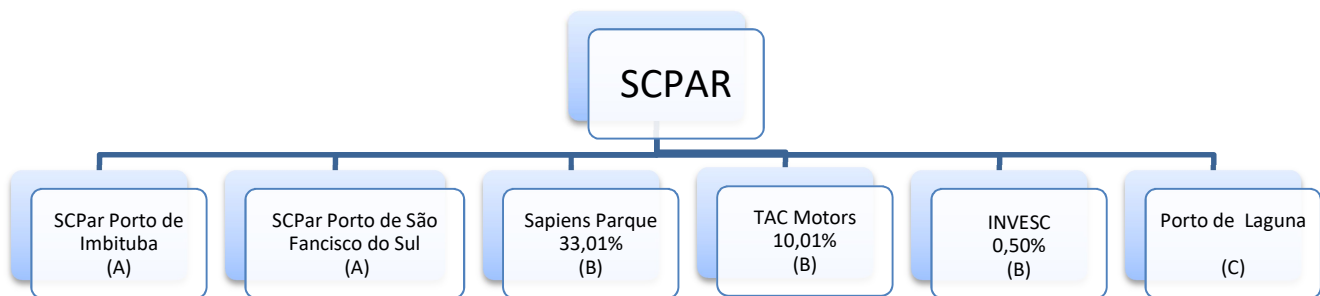 SCPAR
SCPar Porto de
Imbituba
(A)
SCPar Porto de São
Fancisco do Sul
(A)
Sapiens Parque
33,01%
(B)
TAC Motors
10,01%
(B)
INVESC
0,50%
(B)
Porto de Laguna
(C)